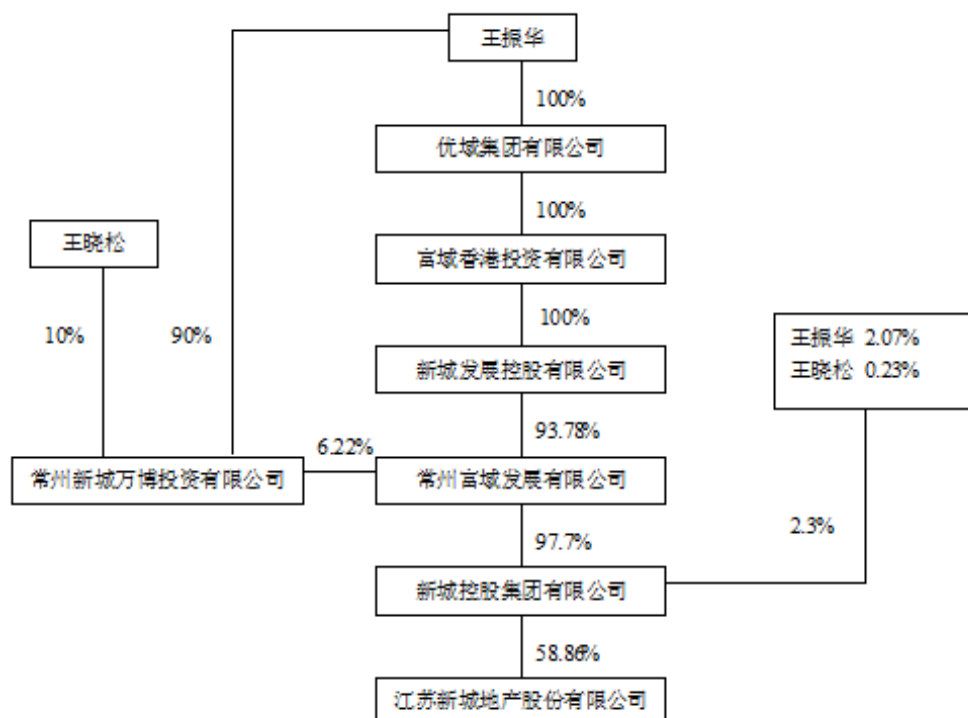 王振华
100%
优域集团有限公司
100%
王晓松
富域香港投资有限公司
10%
90%
100%
王振华 2.07%
王晓松 0.23%
新城发展控股有限公司
93.78%
6.22%
常州新城万博投资有限公司
常州富域发展有限公司
97.7%
2.3%
新城控股集团有限公司
58.86%
江苏新城地产股份有限公司